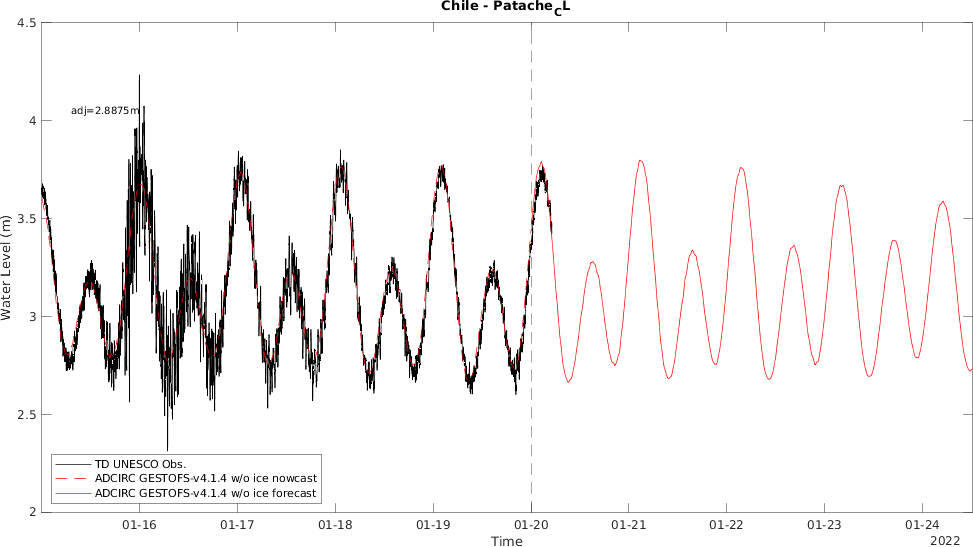 Chile - Patache_CL
4.5
4
3.5
3
2.5
2
Water Level (m)
adj=2.8875m
TD UNESCO Obs.
ADCIRC GESTOFS-v4.1.4 w/o ice nowcast
ADCIRC GESTOFS-v4.1.4 w/o ice forecast
01-16 01-17 01-18 01-19 01-20 01-21 01-22 01-23 01-24
Time
2022